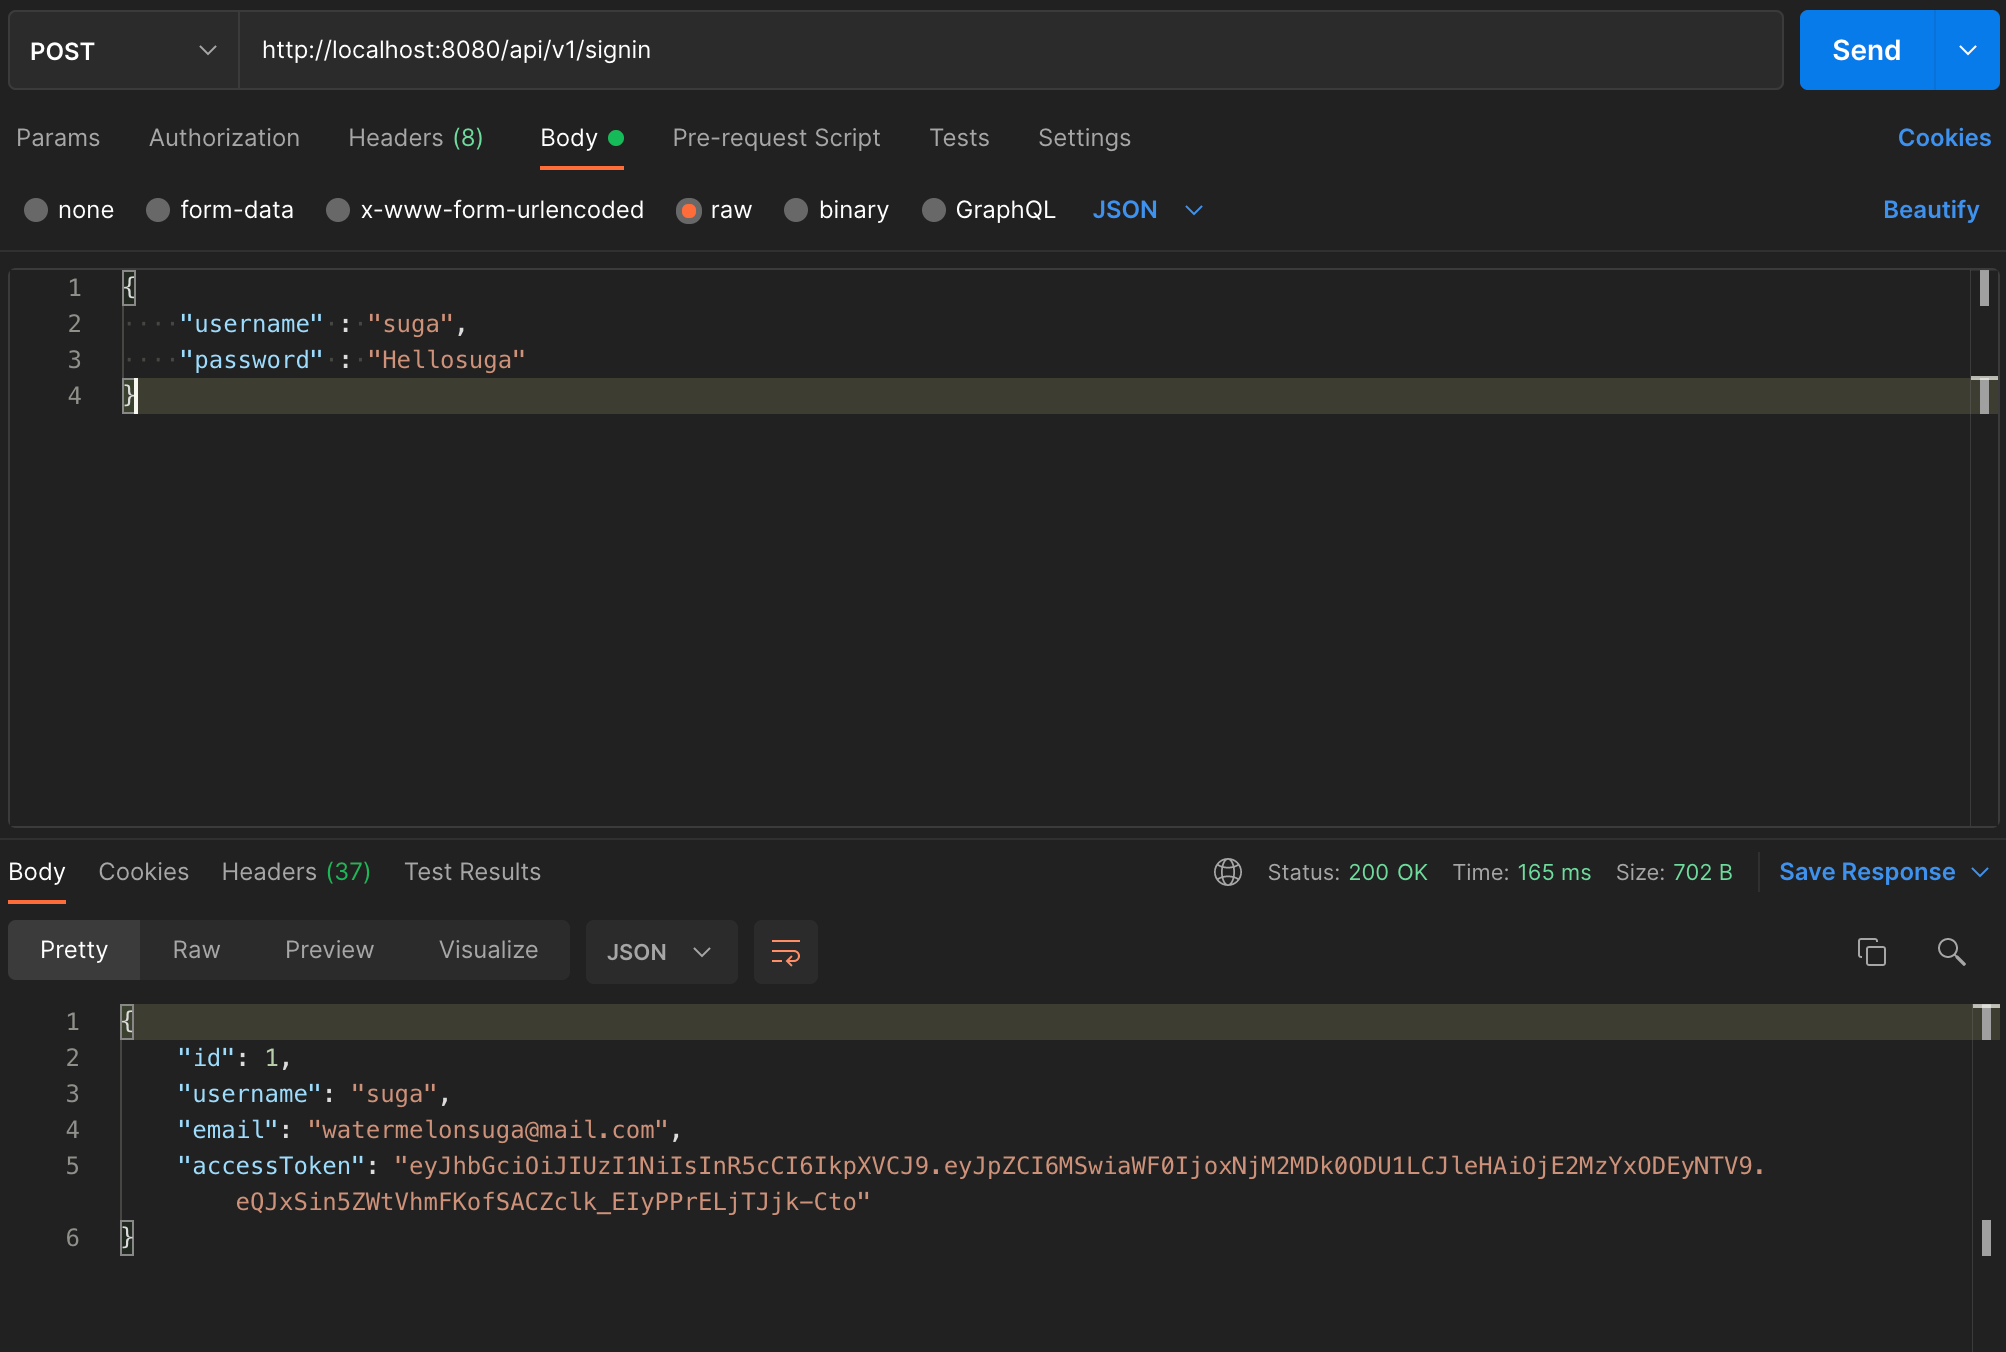 POST http://localhost:8080/api/v1/signin Send
Params Authorization Headers (8) Body Pre-request Script Tests Settings Cookies
none form-data x-www-form-urlencoded raw binary GraphQL JSON Beautify
1 {
2 "username" : "suga",
3 "password" : "Hellosuga"
4 }
Body Cookies Headers (37) Test Results Status: 200 OK Time: 165 ms Size: 702 B Save Response
Pretty Raw Preview Visualize JSON
1 {
2 "id": 1,
3 "username": "suga",
4 "email": "watermelonsuga@mail.com",
5 "accessToken": "eyJhbGciOiJIUzI1NiIsInR5cCI6IkpXVCJ9.eyJpZCI6MSwiaWF0IjoxNjM2MDk0ODU1LCJleHAiOjE2MzYxODEyNTV9.
eQJxSin5ZWtVhmFKofSACZclk_EIyPPrELjTJjk-Cto"
6 }